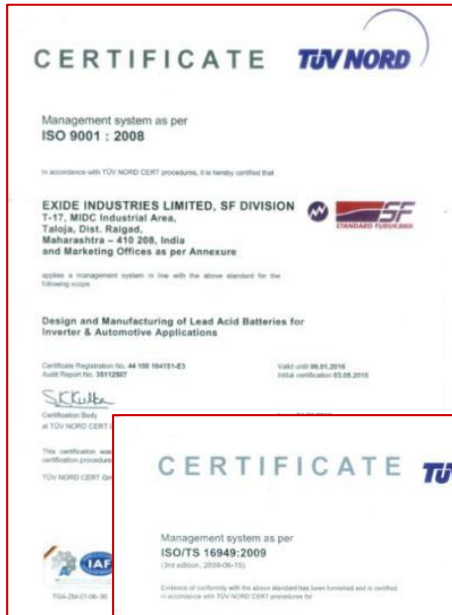 CERTIFICATE
TÜV NORD
Management system as per
ISO 9001 : 2008
In accordance with TÜV NORD CERT procedures, it is hereby certified that
EXIDE INDUSTRIES LIMITED, SF DIVISION
T-17, MIDC Industrial Area,
Taloja, Dist. Raigad,
Maharashtra – 410 208, India
and Marketing Offices as per Annexure
SF
STANDARD FURUKAWA
applies a management system in line with the above standard for the
following scope
Design and Manufacturing of Lead Acid Batteries for
Inverter & Automotive Applications
Certificate Registration No. 44 100 104151-E3
Audit Report No. 35112507
Valid until
Initial certification
Certification Body
at TÜV NORD CERT
This certification was
certification procedure
TÜV NORD CERT
IAF
CERTIFICATE
TÜ
Management system as per
ISO/TS 16949:2009
(3rd edition, 2009-06-15)
Evidence of conformity with the above standard has been furnished and is certified
in accordance with TÜV NORD CERT procedures for